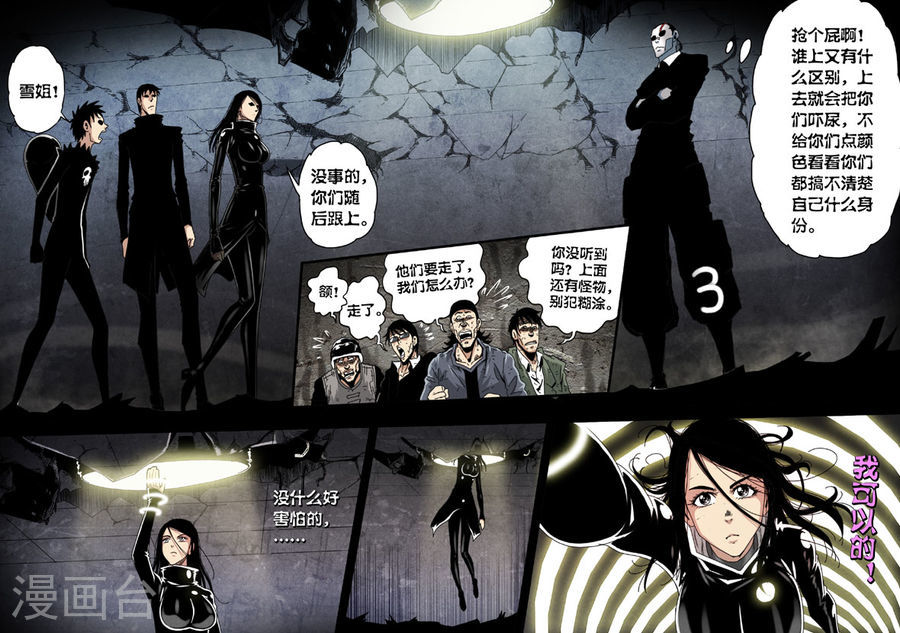 雪姐！
没事的，
你们随
后跟上。
抢个屁啊！
谁上又有什
么区别，上
去就会把你
们吓尿，不
给你们点颜
色看看你们
都搞不清楚
自己什么身
份。
额！
走了。
他们要走了，
我们怎么办？
你没听到
吗？上面
还有怪物，
别犯糊涂。
3
没什么好
害怕的，
……
我可以的！
漫画台